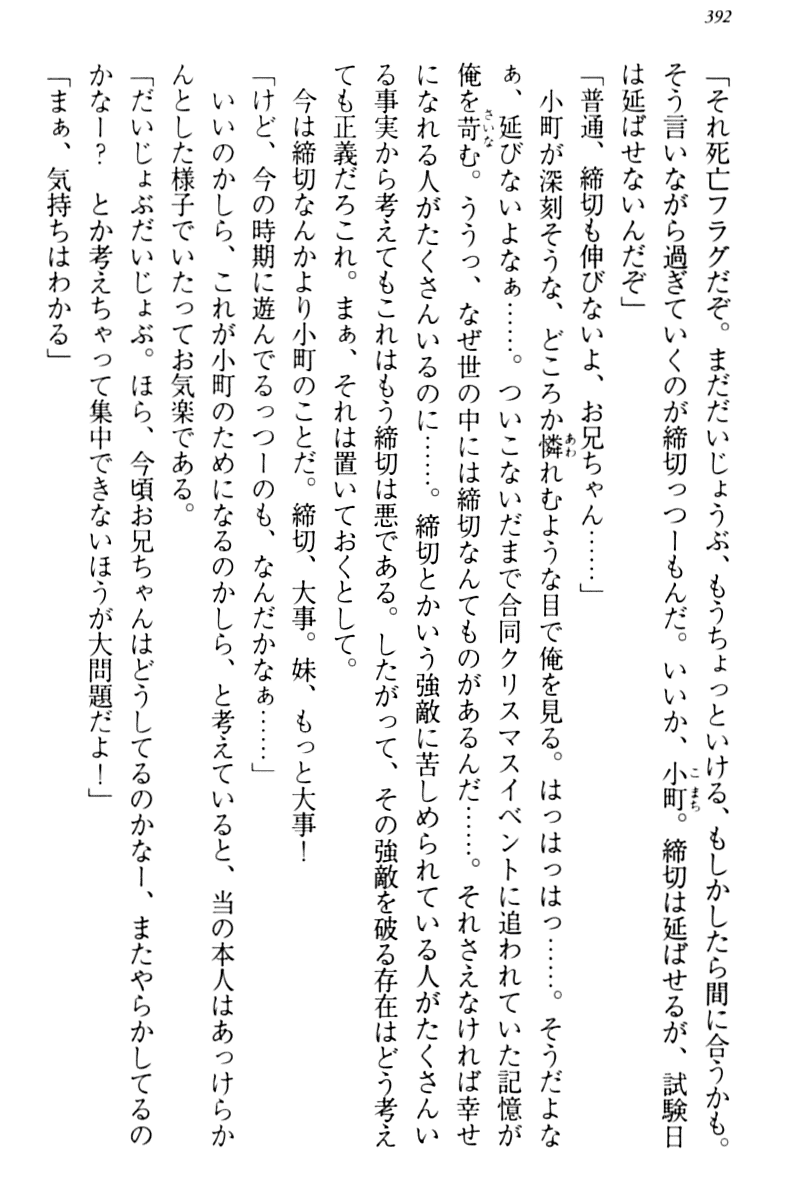 392
「それ死亡フラグだぞ。まだだいじょうぶ、もうちょっといける、もしかしたら間に合うかも。
そう言いながら過ぎていくのが締切っつーもんだ。いいか、小町。締切は延ばせるが、試験日
は延ばせないんだぞ」
「普通、締切も伸びないよ、お兄ちゃん……」
　小町が深刻そうな、どころか憐れむような目で俺を見る。はっはっはっ……。そうだよな
ぁ、延びないよなぁ……。ついこないだまで合同クリスマスイベントに追われていた記憶が
俺を苛む。ううっ、なぜ世の中には締切なんてものがあるんだ……。それさえなければ幸せ
になれる人がたくさんいるのに……。締切とかいう強敵に苦しめられている人がたくさんい
る事実から考えてもこれはもう締切は悪である。したがって、その強敵を破る存在はどう考え
ても正義だろこれ。まぁ、それは置いておくとして。
　今は締切なんかより小町のことだ。締切、大事。妹、もっと大事！
「けど、今の時期に遊んでるっつーのも、なんだかなぁ……」
　いいのかしら、これが小町のためになるのかしら、と考えていると、当の本人はあっけらか
んとした様子でいたってお気楽である。
「だいじょぶだいじょぶ。ほら、今頃お兄ちゃんはどうしてるのかなー、またやらかしてるの
かなー？　とか考えちゃって集中できないほうが大問題だよ！」
「まぁ、気持ちはわかる」